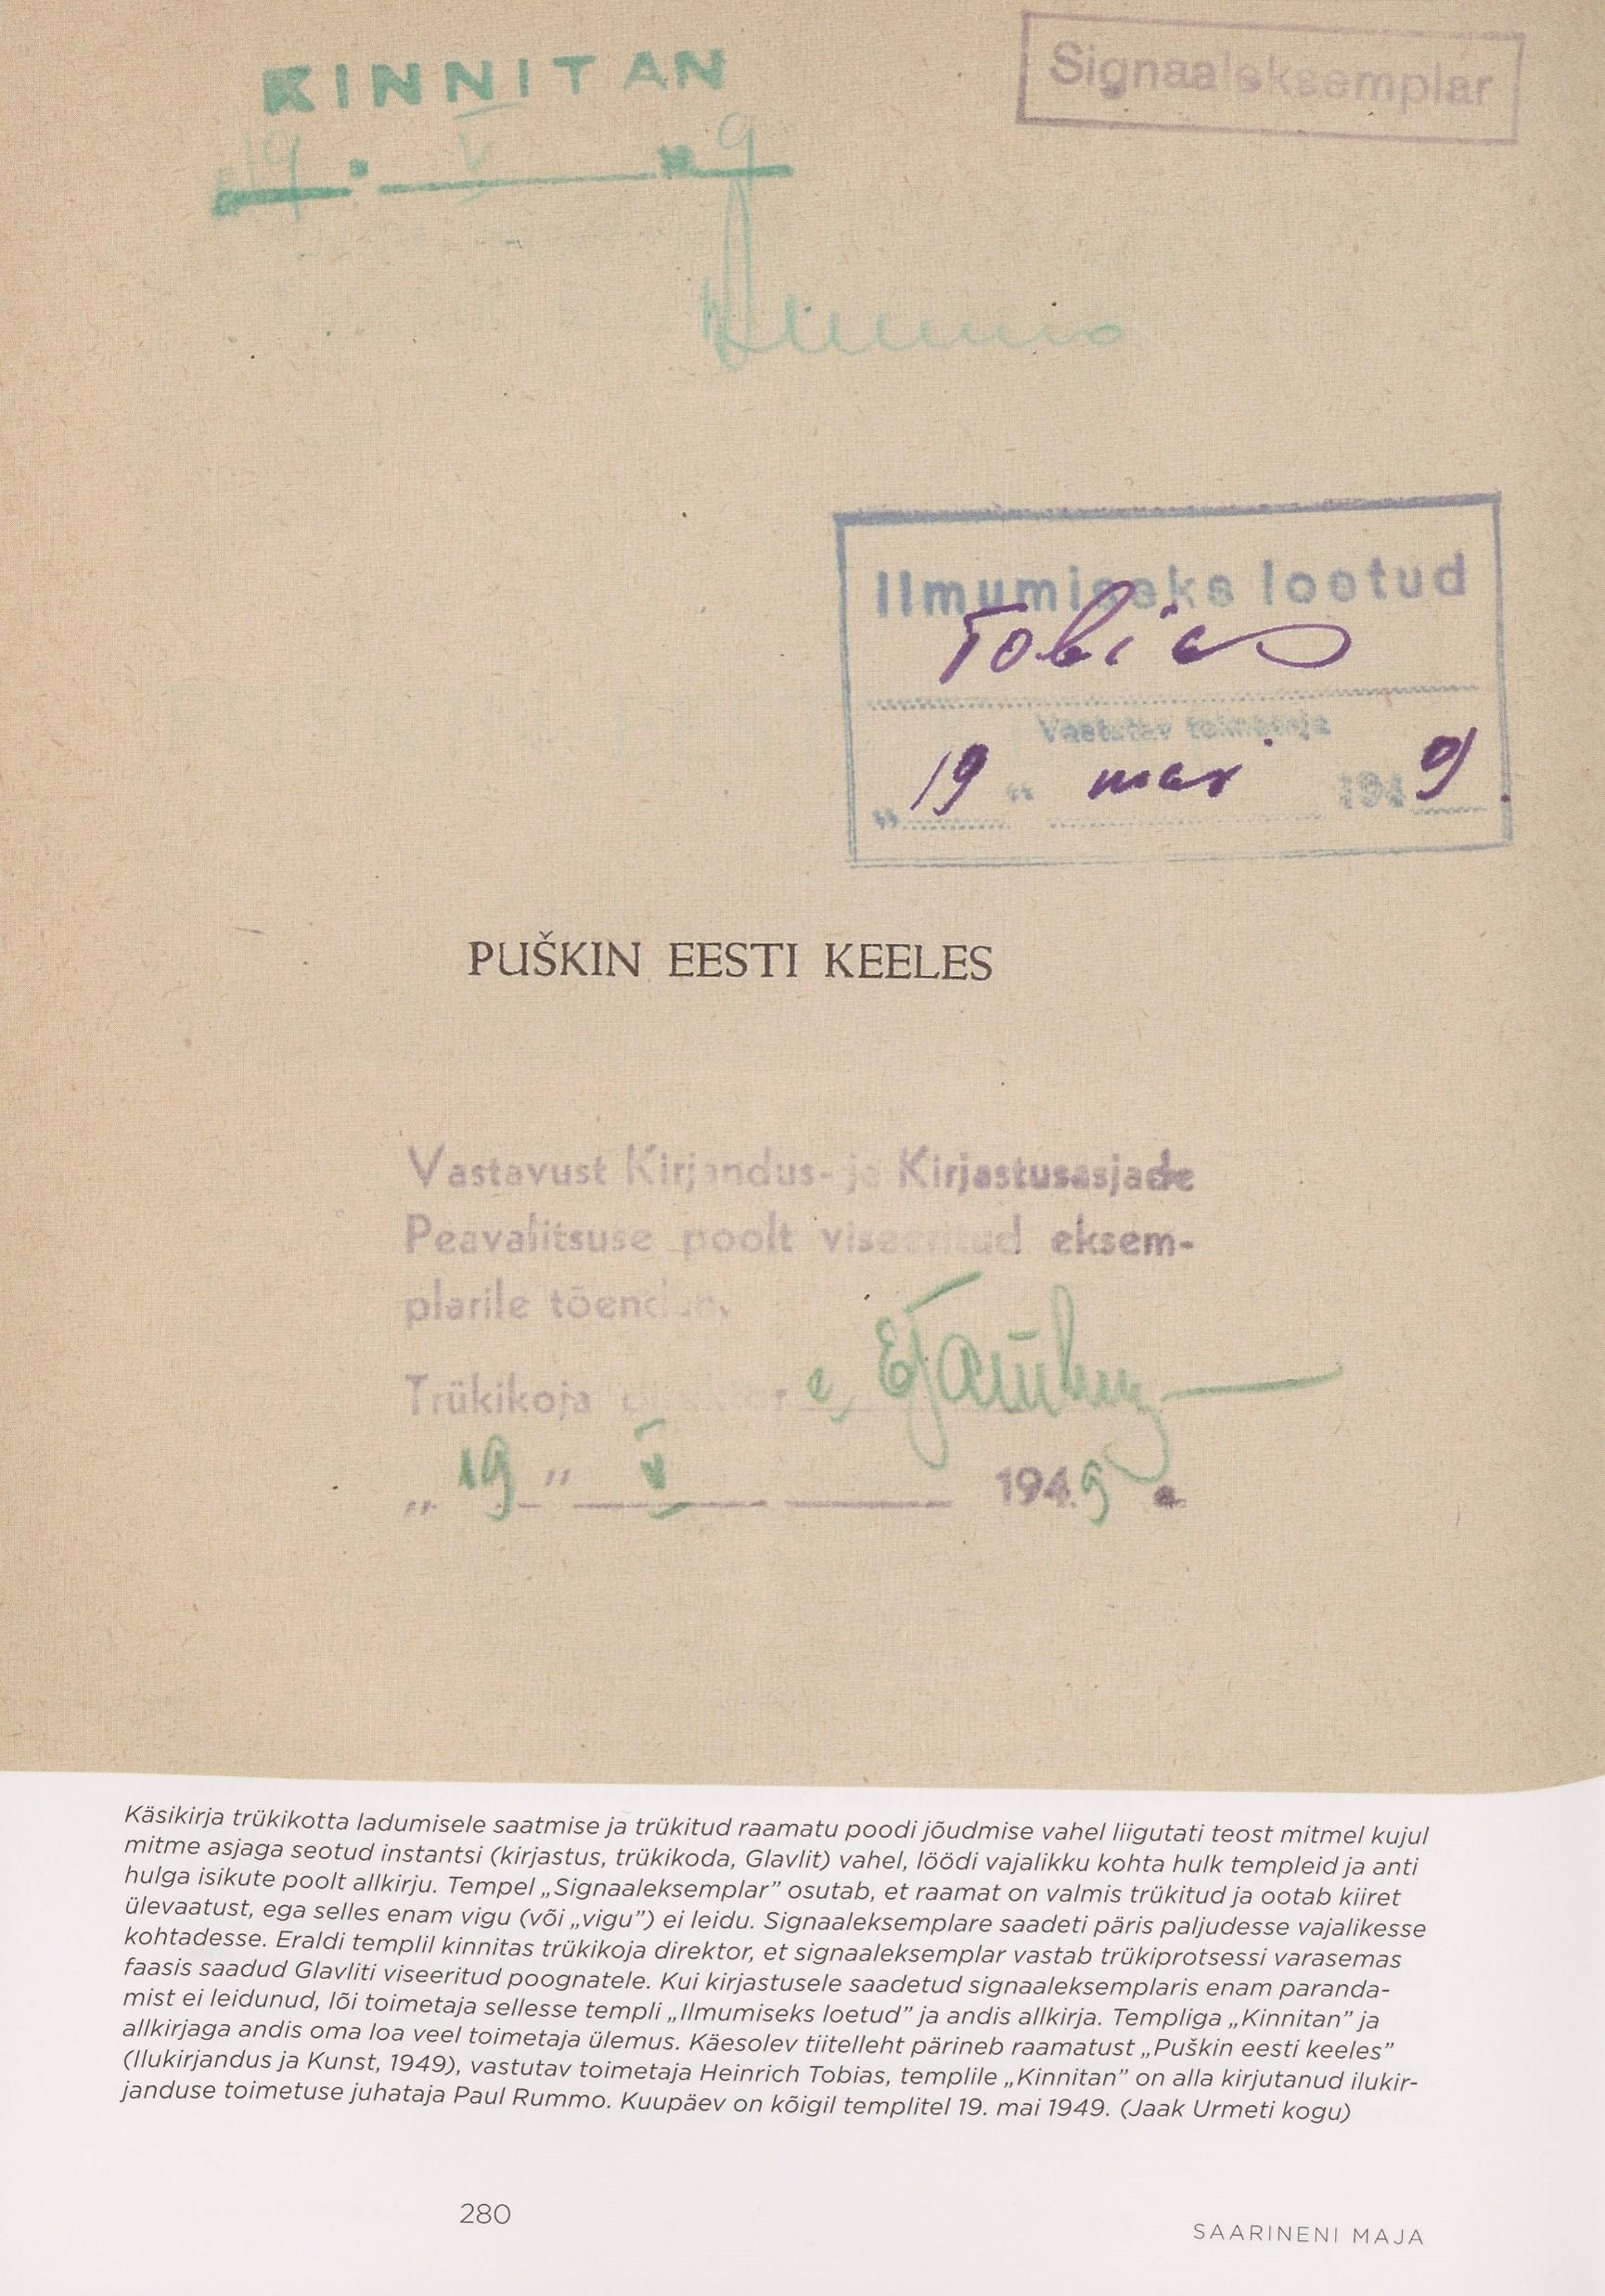 KINNITAN
Signaaleksemplar
19 V 9
Ilmumiseks loetud
Tobias
Vastutav toimetaja
„19“ mai 1949.
PUŠKIN EESTI KEELES
Vastavust Kirjandus- ja Kirjastusasjade
Peavalitsuse poolt viseeritud eksem-
plarile tõendan.
Trükikoja
„19" V 1949 a.
Käsikirja trükikotta ladumisele saatmise ja trükitud raamatu poodi jõudmise vahel liigutati teost mitmel kujul
mitme asjaga seotud instantsi (kirjastus, trükikoda, Glavlit) vahel, löödi vajalikku kohta hulk templeid ja anti
hulga isikute poolt allkirju. Tempel „Signaaleksemplar” osutab, et raamat on valmis trükitud ja ootab kiiret
ülevaatust, ega selles enam vigu (või „vigu”) ei leidu. Signaaleksemplare saadeti päris paljudesse vajalikesse
kohtadesse. Eraldi templil kinnitas trükikoja direktor, et signaaleksemplar vastab trükiprotsessi varasemas
faasis saadud Glavliti viseeritud poognatele. Kui kirjastusele saadetud signaaleksemplaris enam paranda-
mist ei leidunud, lõi toimetaja sellesse templi „Ilmumiseks loetud” ja andis allkirja. Templiga „Kinnitan” ja
allkirjaga andis oma loa veel toimetaja ülemus. Käesolev tiitelleht pärineb raamatust „Puškin eesti keeles”
(Ilukirjandus ja Kunst, 1949), vastutav toimetaja Heinrich Tobias, templile „Kinnitan” on alla kirjutanud ilukir-
janduse toimetuse juhataja Paul Rummo. Kuupäev on kõigil templitel 19. mai 1949. (Jaak Urmeti kogu)
280
SAARINENI MAJA